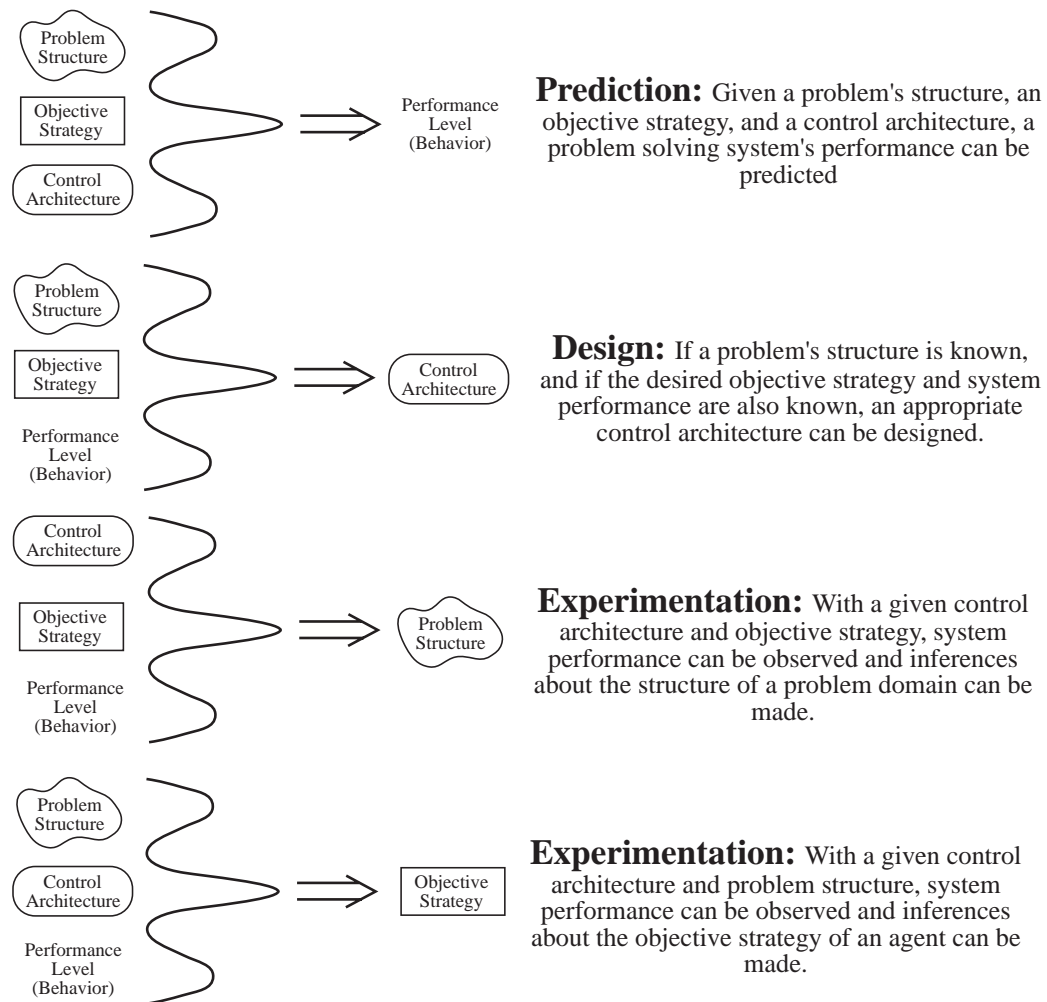 Problem
Structure
Objective
Strategy
Control
Architecture
Performance
Level
(Behavior)
Prediction: Given a problem's structure, an
objective strategy, and a control architecture, a
problem solving system's performance can be
predicted
Problem
Structure
Objective
Strategy
Performance
Level
(Behavior)
Control
Architecture
Design: If a problem's structure is known,
and if the desired objective strategy and system
performance are also known, an appropriate
control architecture can be designed.
Control
Architecture
Objective
Strategy
Performance
Level
(Behavior)
Problem
Structure
Experimentation: With a given control
architecture and objective strategy, system
performance can be observed and inferences
about the structure of a problem domain can be
made.
Problem
Structure
Control
Architecture
Performance
Level
(Behavior)
Objective
Strategy
Experimentation: With a given control
architecture and problem structure, system
performance can be observed and inferences
about the objective strategy of an agent can be
made.